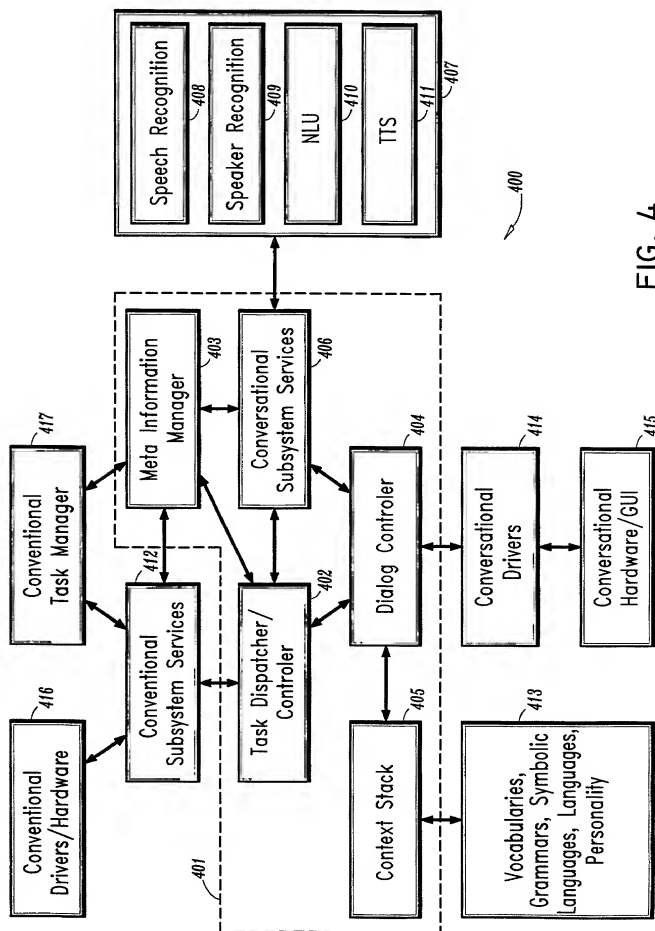 417
Conventional
Task Manager
416
Conventional
Drivers/Hardware
412
Conventional
Subsystem Services
401
Meta Information
Manager
403
Task Dispatcher/
Controler
402
Conversational
Subsystem Services
406
Speech Recognition
408
Speaker Recognition
409
NLU
410
TTS
411
407
400
Context Stack
405
Dialog Controler
404
Vocabularies,
Grammars, Symbolic
Languages, Languages,
Personality
413
Conversational
Drivers
414
Conversational
Hardware/GUI
415
FIG. 4